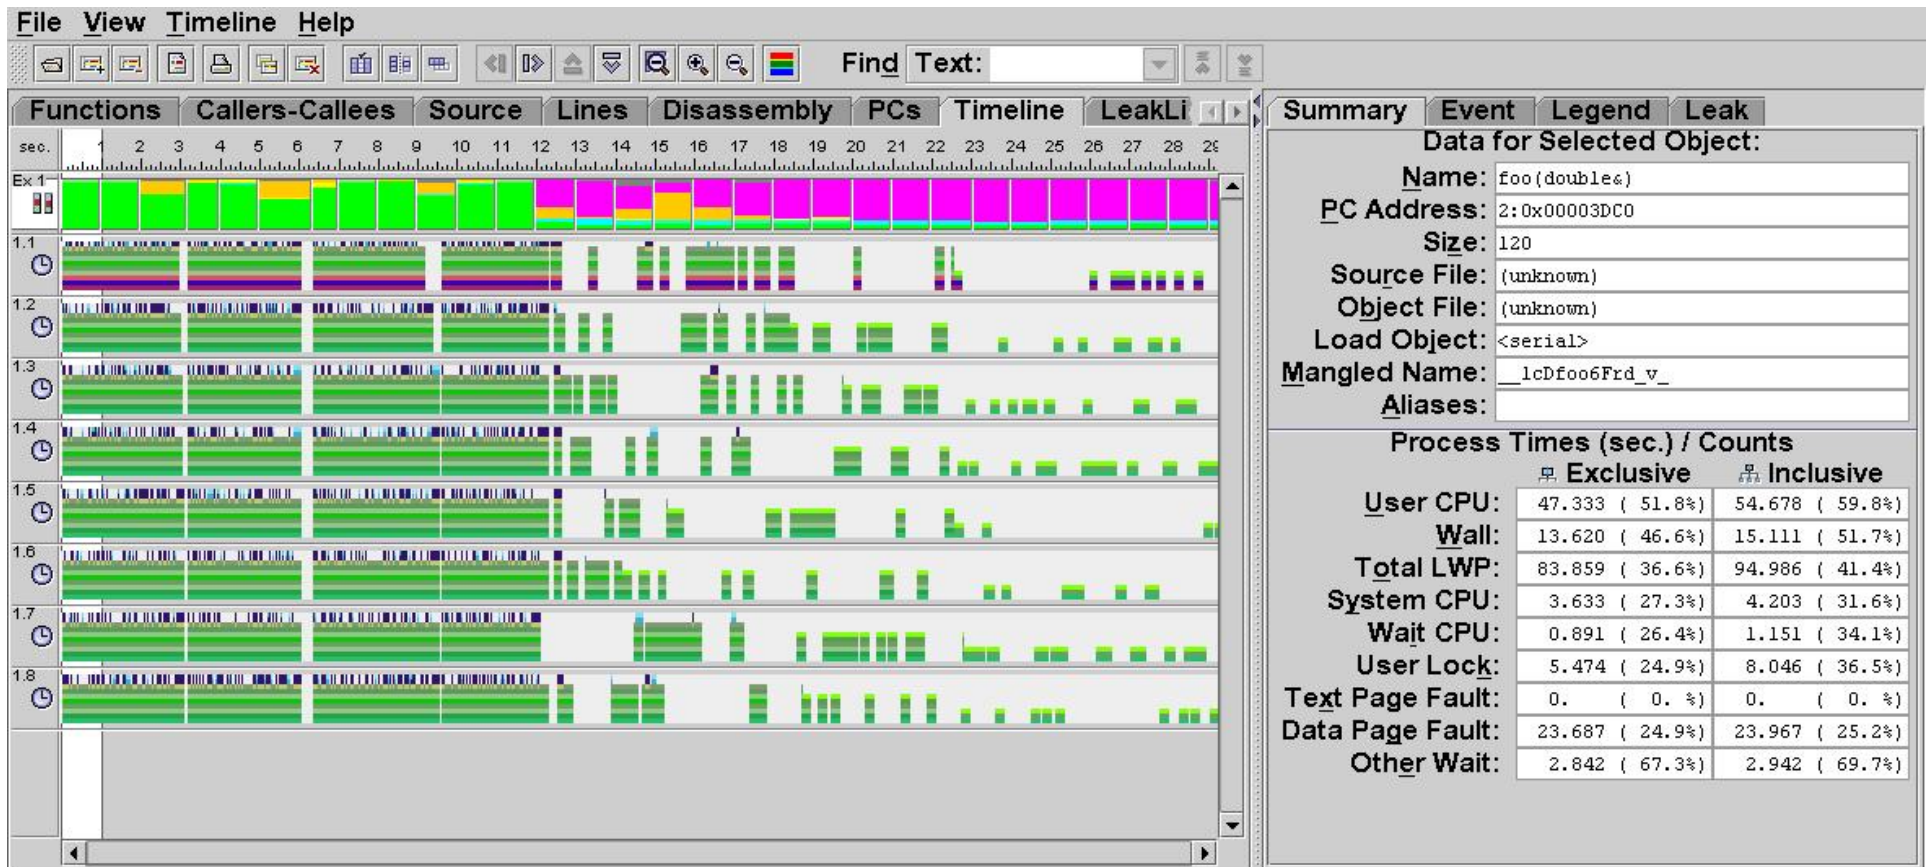 File View Timeline Help
Find Text:
Functions Callers-Callees Source Lines Disassembly PCs Timeline LeakLi
sec. 1 2 3 4 5 6 7 8 9 10 11 12 13 14 15 16 17 18 19 20 21 22 23 24 25 26 27 28
Ex 1
1.1
1.2
1.3
1.4
1.5
1.6
1.7
1.8
Summary Event Legend Leak
Data for Selected Object:
Name: foo(double&)
PC Address: 2:0x00003DC0
Size: 120
Source File: (unknown)
Object File: (unknown)
Load Object: <serial>
Mangled Name: __1cDfoo6Frd_v_
Aliases:
Process Times (sec.) / Counts
Exclusive Inclusive
User CPU: 47.333 ( 51.8%) 54.678 ( 59.8%)
Wall: 13.620 ( 46.6%) 15.111 ( 51.7%)
Total LWP: 83.859 ( 36.6%) 94.986 ( 41.4%)
System CPU: 3.633 ( 27.3%) 4.203 ( 31.6%)
Wait CPU: 0.891 ( 26.4%) 1.151 ( 34.1%)
User Lock: 5.474 ( 24.9%) 8.046 ( 36.5%)
Text Page Fault: 0. ( 0. %) 0. ( 0. %)
Data Page Fault: 23.687 ( 24.9%) 23.967 ( 25.2%)
Other Wait: 2.842 ( 67.3%) 2.942 ( 69.7%)